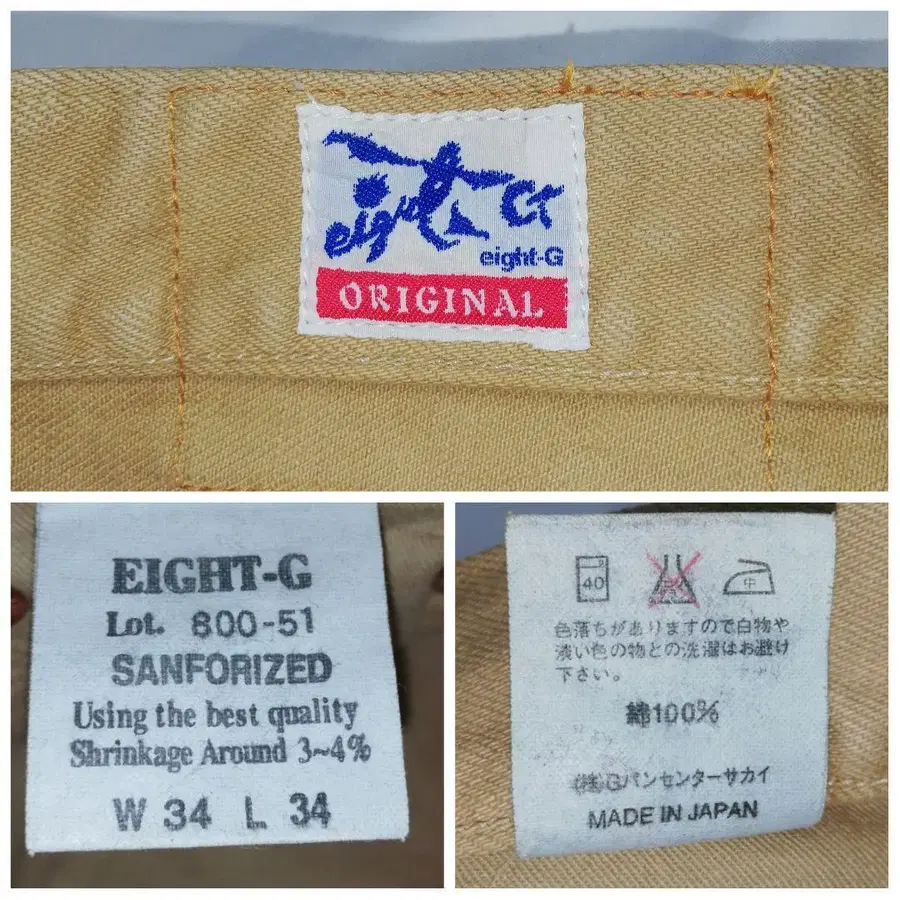 eight G
eight-G
ORIGINAL
EIGHT-G
Lot. 800-51
SANFORIZED
Using the best quality
Shrinkage Around 3~4%
W 34 L 34
40 中
色落ちがありますので白物や
淡い色の物との洗濯はお避け
下さい。
綿100%
(株)Gパンセンターサカイ
MADE IN JAPAN